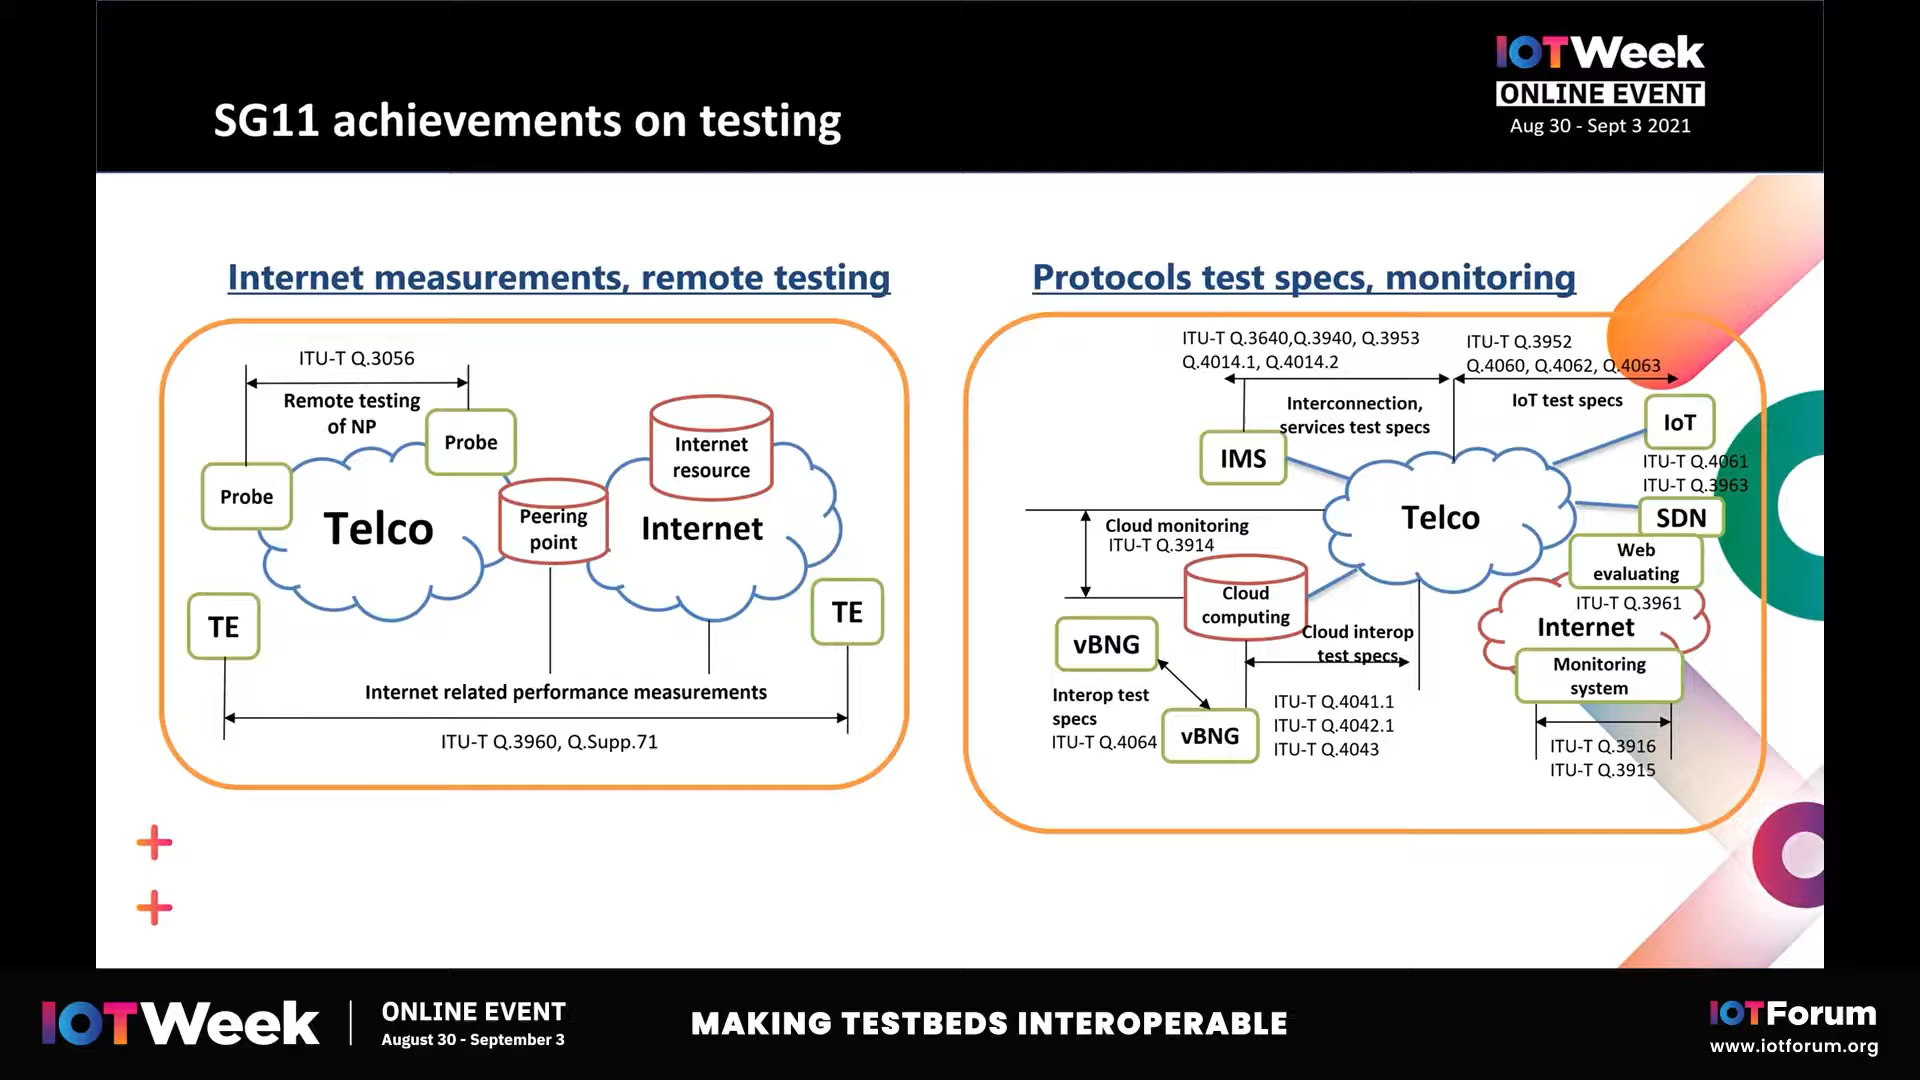 IOTWeek
ONLINE EVENT
Aug 30 - Sept 3 2021
SG11 achievements on testing
Internet measurements, remote testing
ITU-T Q.3056
Remote testing
of NP
Probe
Probe
Telco
Peering
point
Internet
resource
Internet
TE
TE
Internet related performance measurements
ITU-T Q.3960, Q.Supp.71
Protocols test specs, monitoring
ITU-T Q.3640,Q.3940, Q.3953
Q.4014.1, Q.4014.2
ITU-T Q.3952
Q.4060, Q.4062, Q.4063
Interconnection,
services test specs
IoT test specs
IoT
IMS
ITU-T Q.4061
ITU-T Q.3963
Telco
SDN
Cloud monitoring
ITU-T Q.3914
Web
evaluating
Cloud
computing
ITU-T Q.3961
Internet
vBNG
Cloud interop
test specs
Monitoring
system
Interop test
specs
ITU-T Q.4064
vBNG
ITU-T Q.4041.1
ITU-T Q.4042.1
ITU-T Q.4043
ITU-T Q.3916
ITU-T Q.3915
IOTWeek
ONLINE EVENT
August 30 - September 3
MAKING TESTBEDS INTEROPERABLE
IOTForum
www.iotforum.org